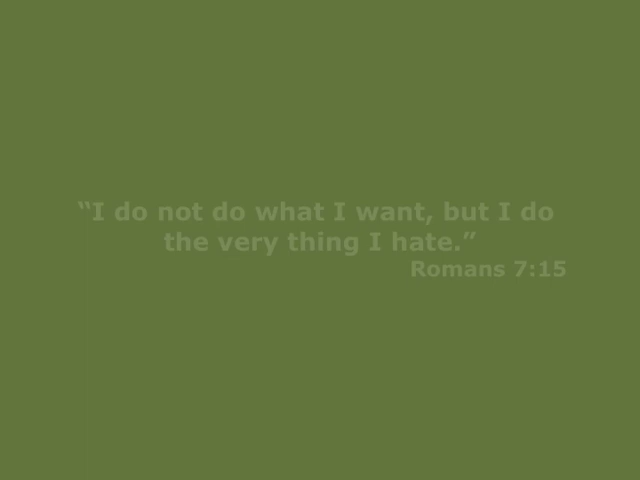 “I do not do what I want, but I do
the very thing I hate.”
Romans 7:15